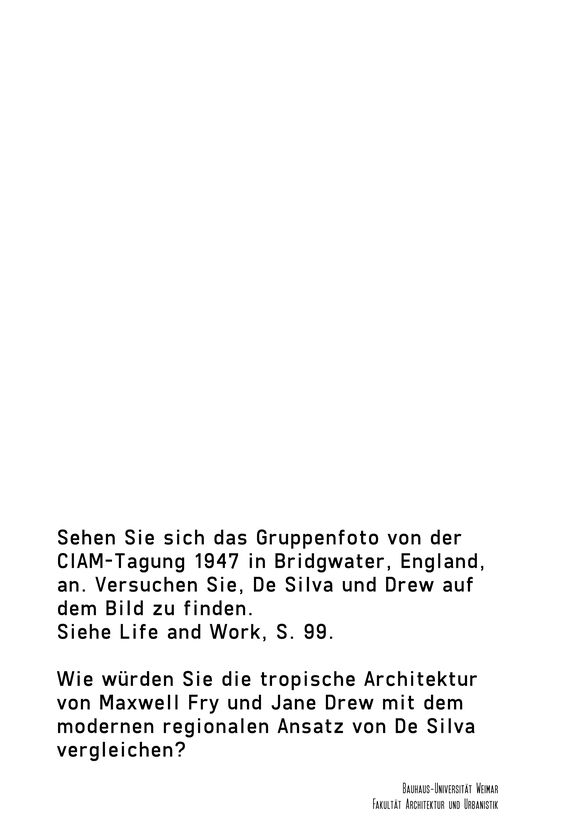 Sehen Sie sich das Gruppenfoto von der
CIAM-Tagung 1947 in Bridgwater, England,
an. Versuchen Sie, De Silva und Drew auf
dem Bild zu finden.
Siehe Life and Work, S. 99.
Wie würden Sie die tropische Architektur
von Maxwell Fry und Jane Drew mit dem
modernen regionalen Ansatz von De Silva
vergleichen?
Bauhaus-Universität Weimar
Fakultät Architektur und Urbanistik